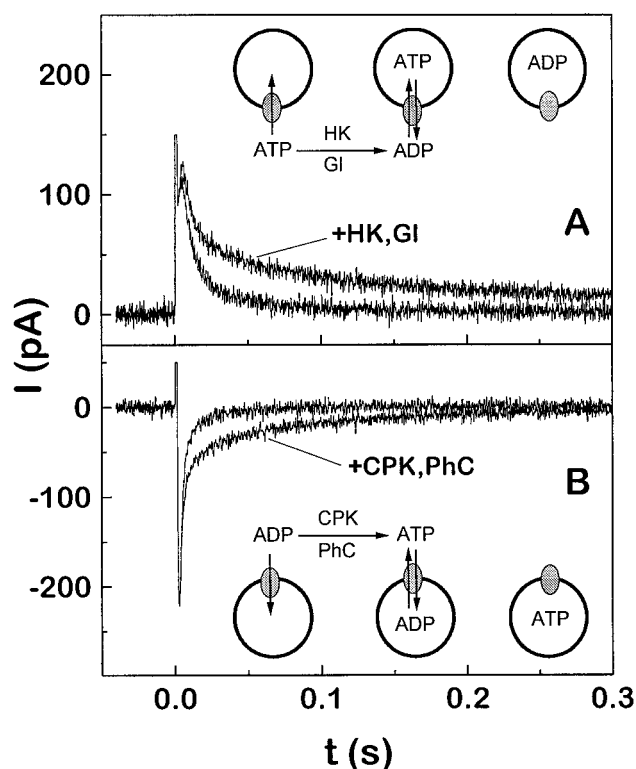 200
100
0
ATP
ADP
ATP
HK
GI
ADP
+HK,GI
A
I (pA)
0
-100
-200
+CPK,PhC
B
ADP
CPK
PhC
ATP
ADP
ATP
0.0
0.1
0.2
0.3
t (s)